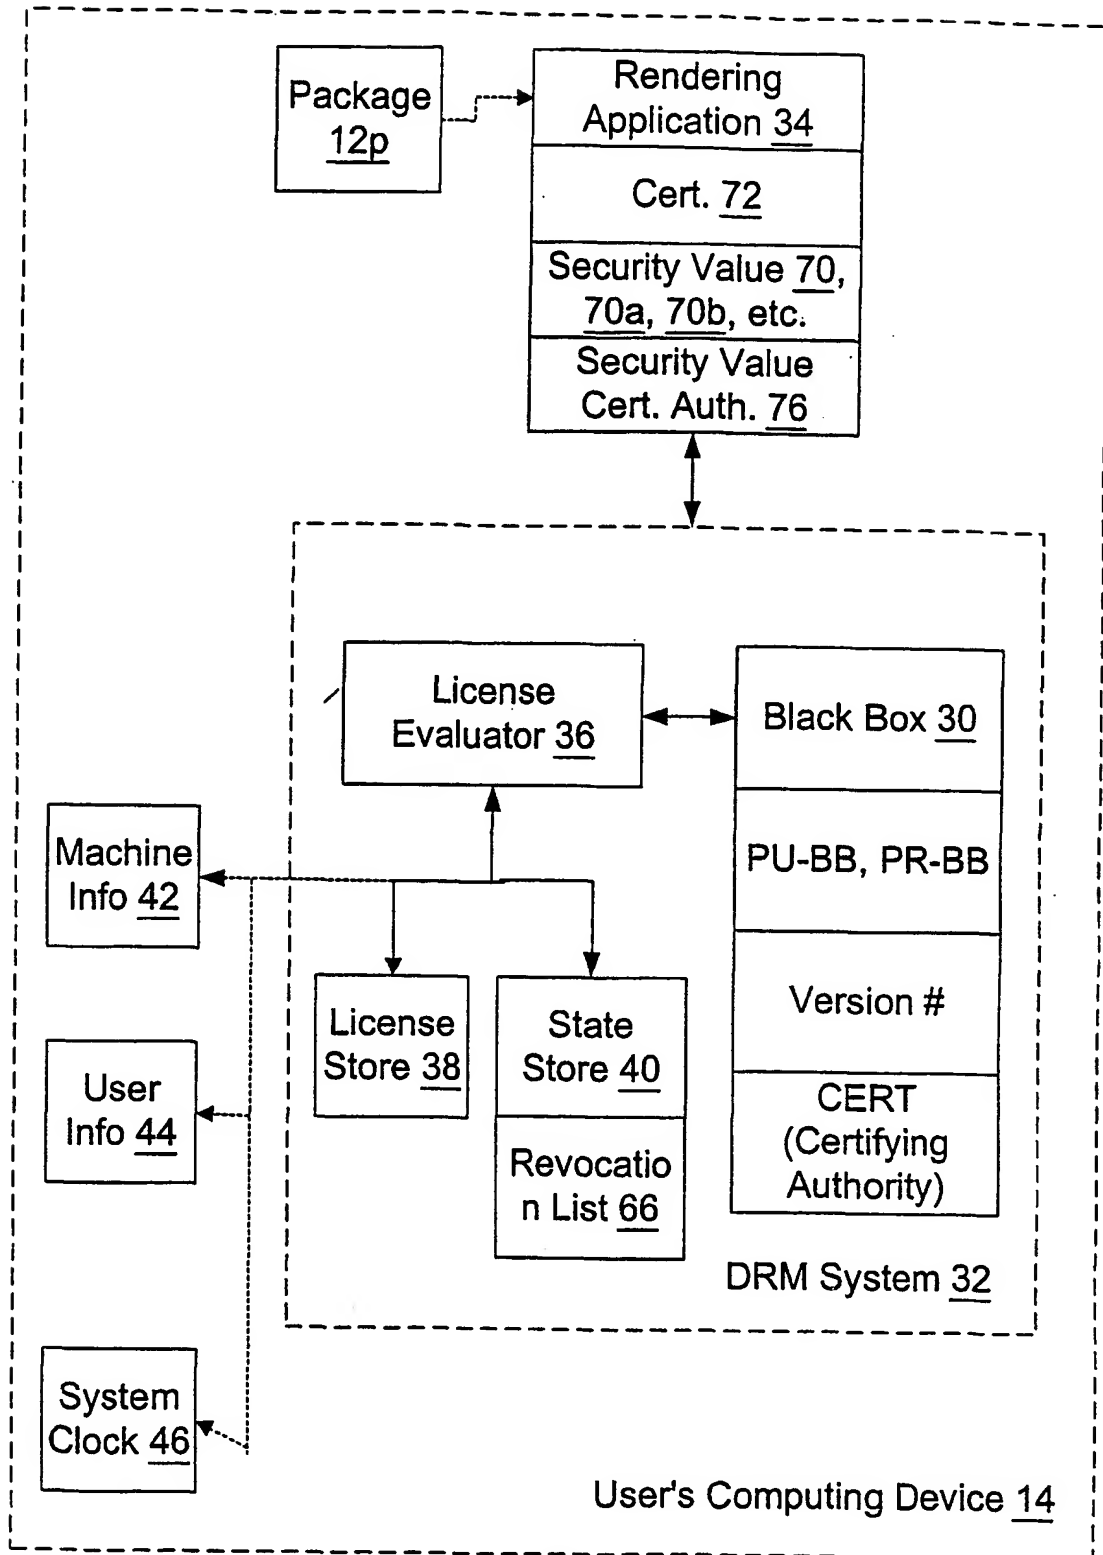 Package
12p
Rendering
Application 34
Cert. 72
Security Value 70,
70a, 70b, etc.
Security Value
Cert. Auth. 76
License
Evaluator 36
Black Box 30
PU-BB, PR-BB
Version #
CERT
(Certifying
Authority)
Machine
Info 42
License
Store 38
State
Store 40
Revocatio
n List 66
User
Info 44
DRM System 32
System
Clock 46
User's Computing Device 14